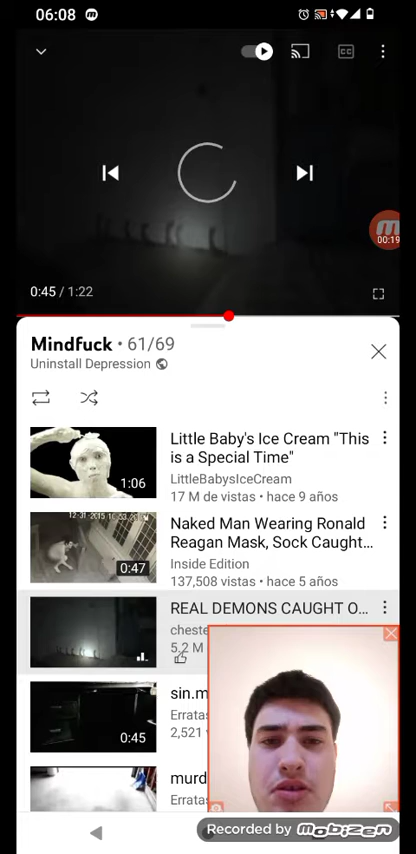 06:08
00:19
0:45 / 1:22
Mindfuck • 61/69
Uninstall Depression
Little Baby's Ice Cream "This
is a Special Time"
LittleBabysIceCream
17 M de vistas • hace 9 años
1:06
Naked Man Wearing Ronald
Reagan Mask, Sock Caught...
Inside Edition
137,508 vistas • hace 5 años
0:47
REAL DEMONS CAUGHT O...
cheste
5.2 M
sin.m
Erratas
2,521
0:45
murd
Erratas
Recorded by mobizen